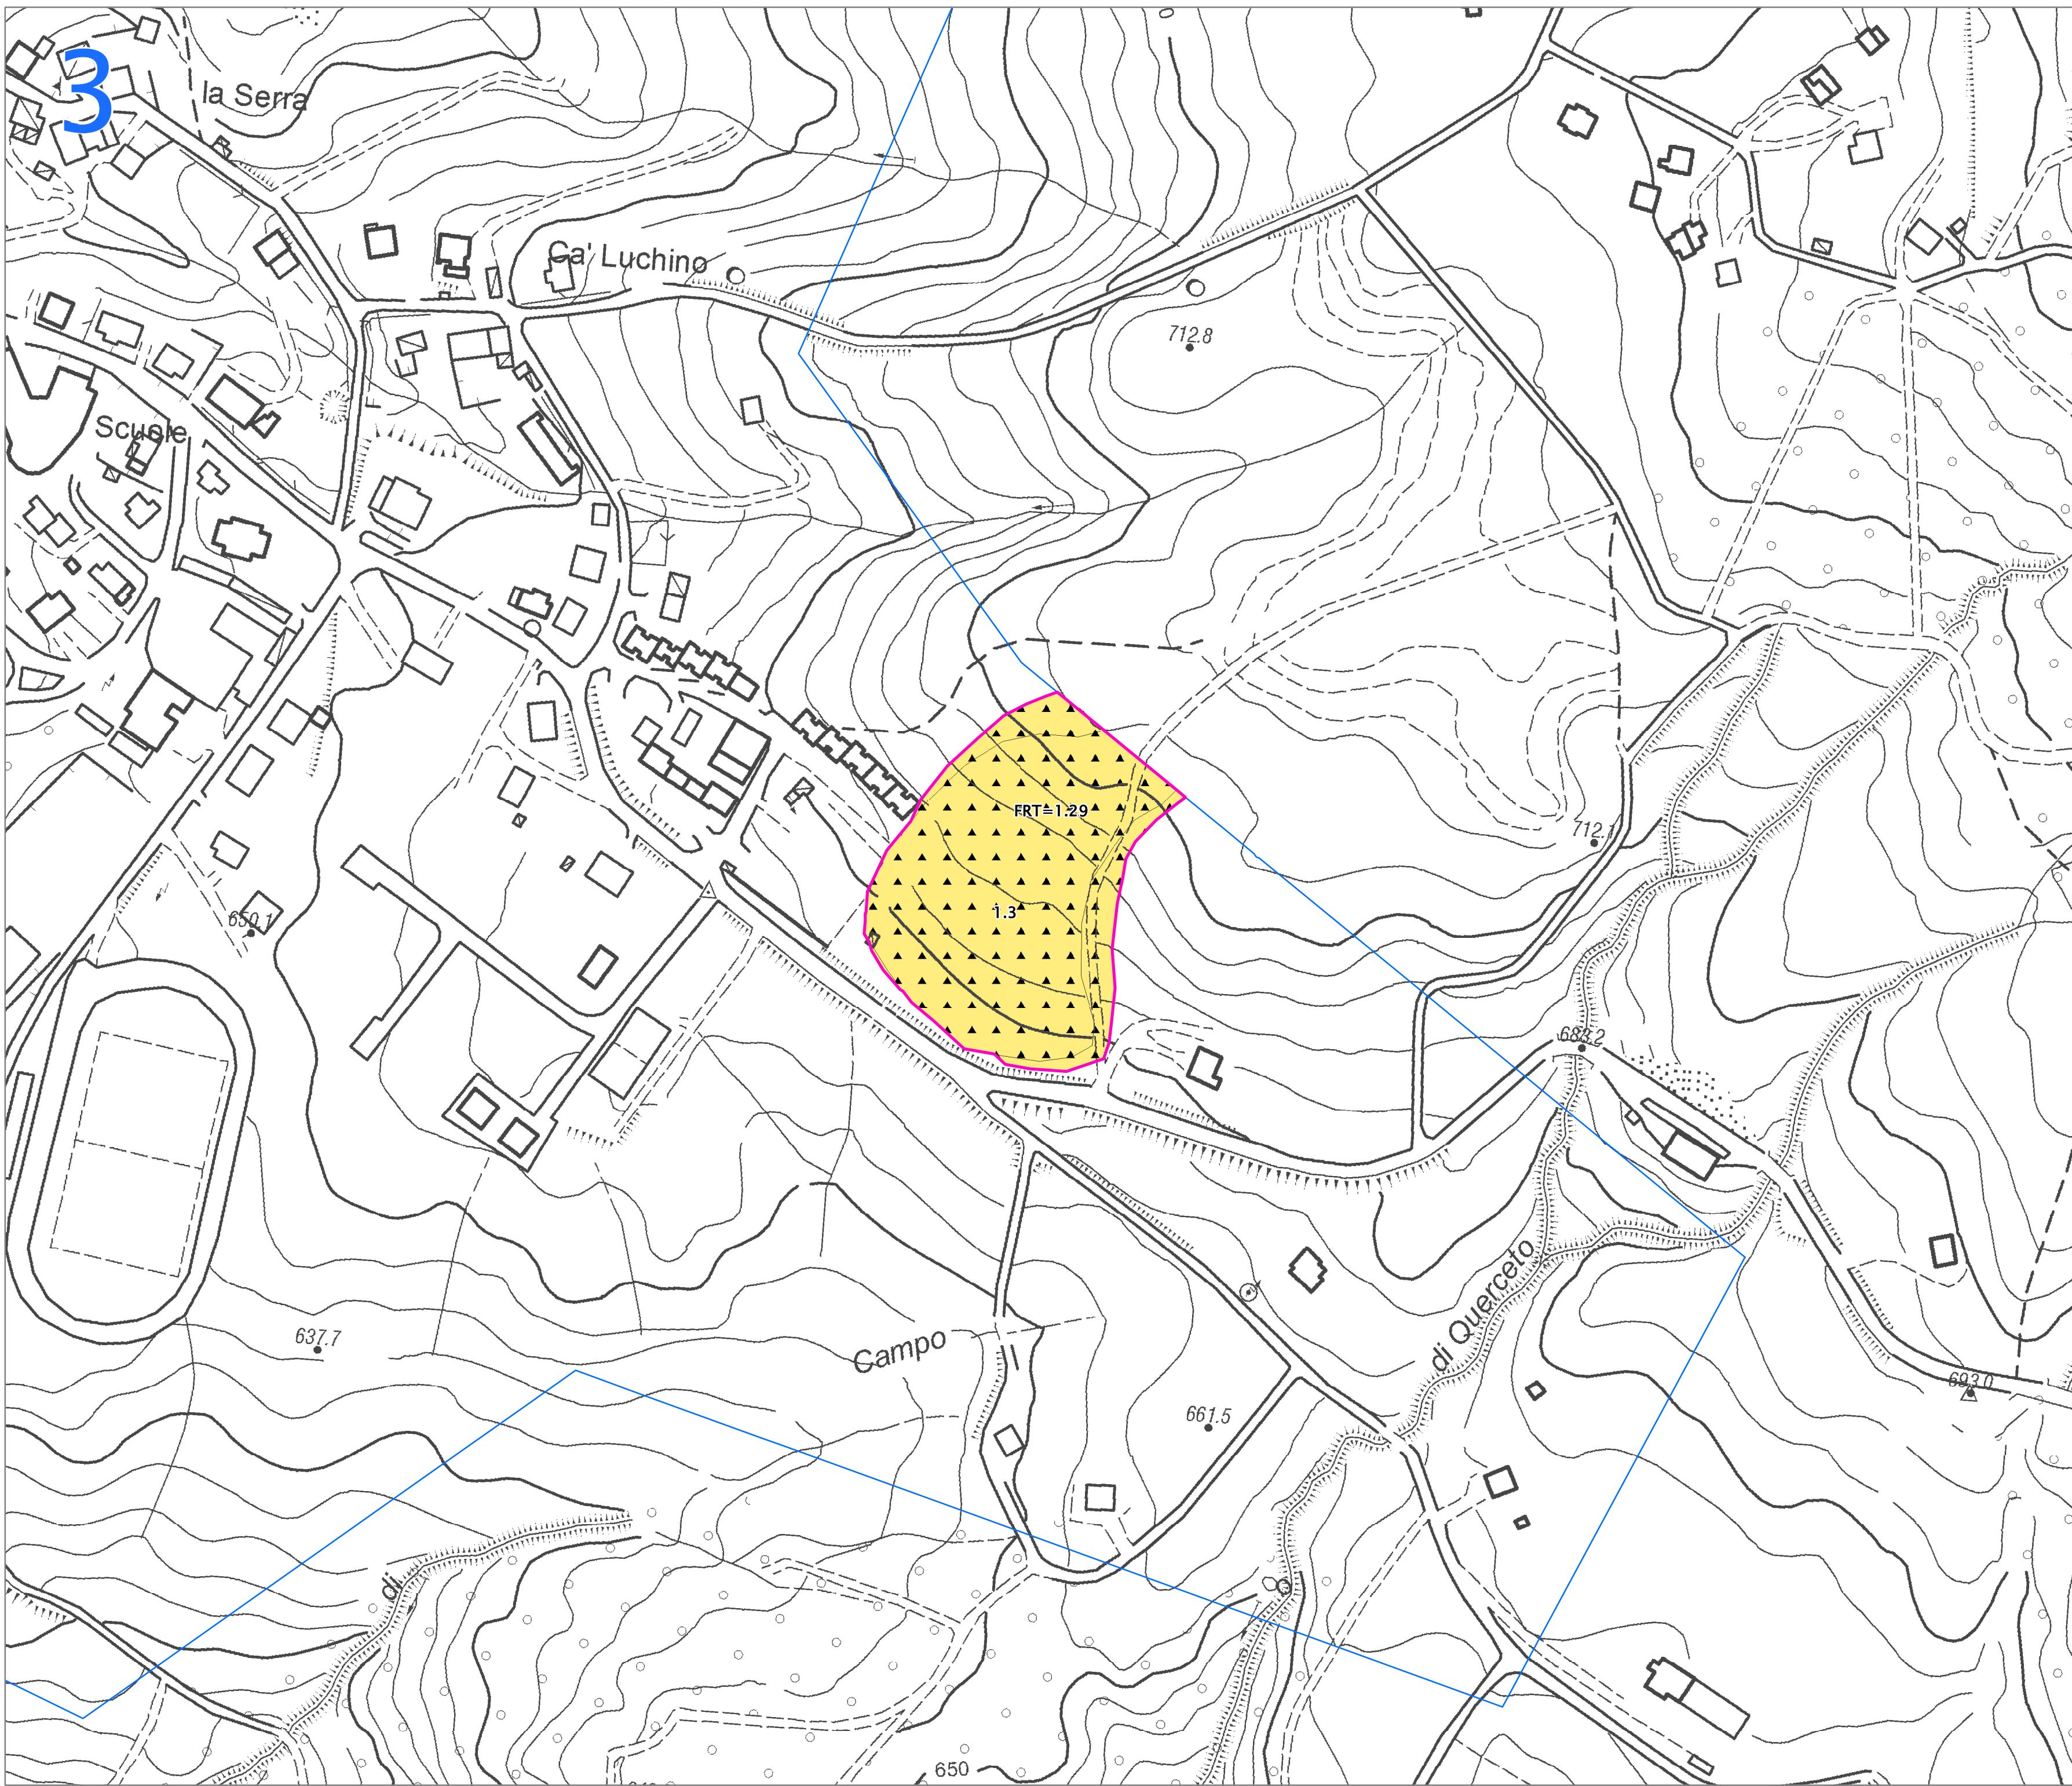 3
la Serra
Ca' Luchino
712.8
Scuole
FRT=1.29
712.1
1.3
659.1
683.2
di Querceto
637.7
Campo
693.0
661.5
di
650